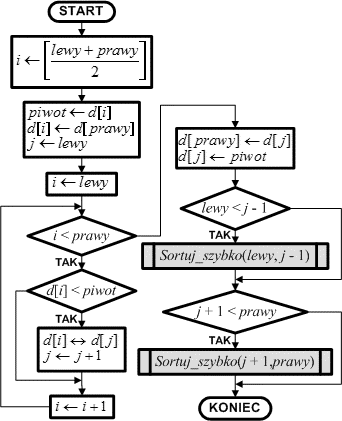 START
i ← [lewy + prawy / 2]
piwot ← d[i]
d[i] ← d[prawy]
j ← lewy
i ← lewy
i < prawy
TAK
d[i] < piwot
TAK
d[i] ↔ d[j]
j ← j + 1
i ← i + 1
d[prawy] ← d[j]
d[j] ← piwot
lewy < j - 1
TAK
Sortuj_szybko(lewy, j - 1)
j + 1 < prawy
TAK
Sortuj_szybko(j + 1,prawy)
KONIEC